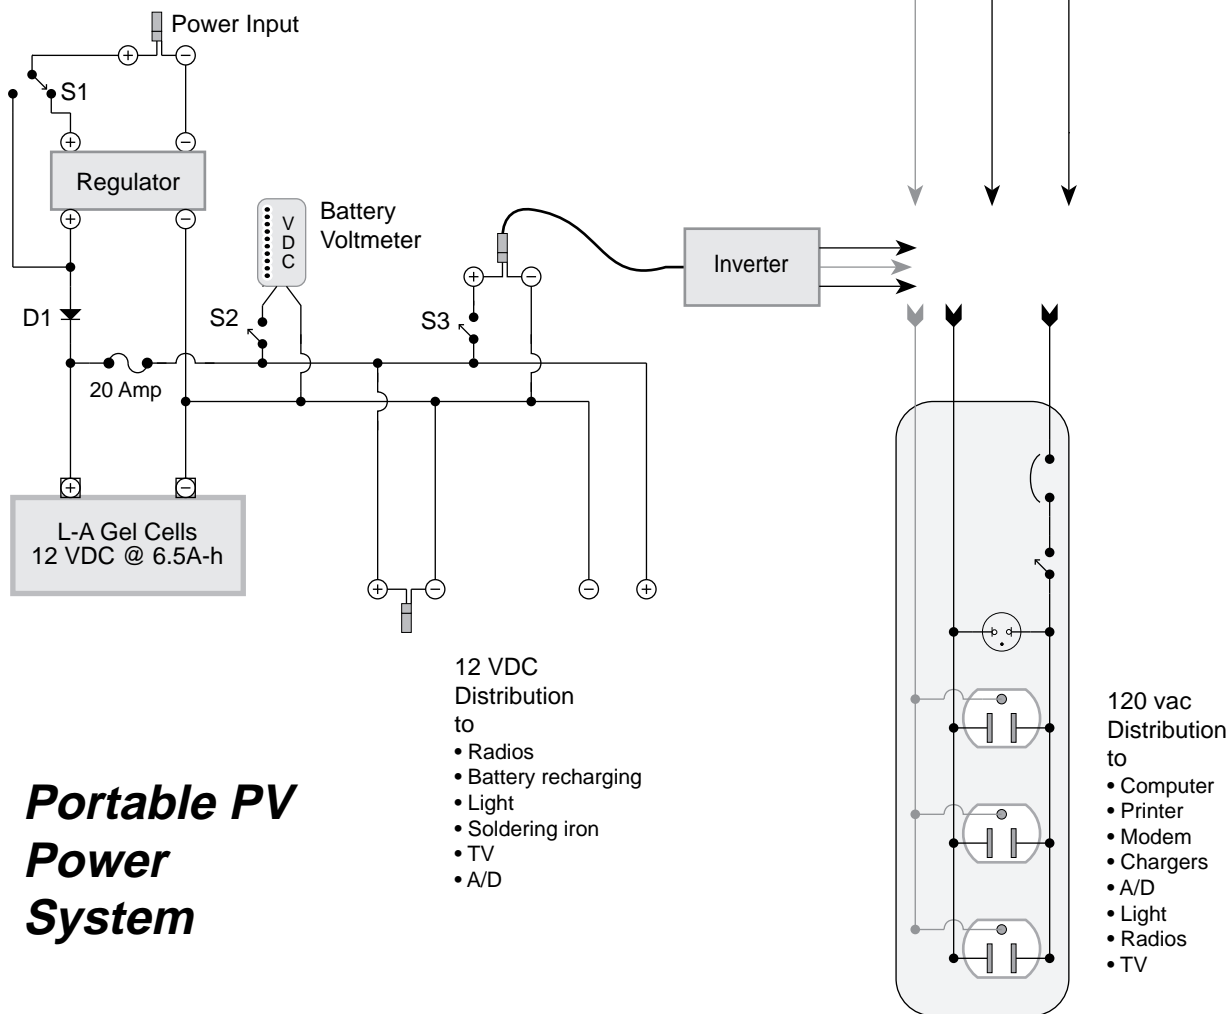 Power Input
S1
Regulator
V
D
C
Battery
Voltmeter
Inverter
D1
S2
S3
20 Amp
L-A Gel Cells
12 VDC @ 6.5A-h
12 VDC
Distribution
to
• Radios
• Battery recharging
• Light
• Soldering iron
• TV
• A/D
120 vac
Distribution
to
• Computer
• Printer
• Modem
• Chargers
• A/D
• Light
• Radios
• TV
Portable PV
Power
System